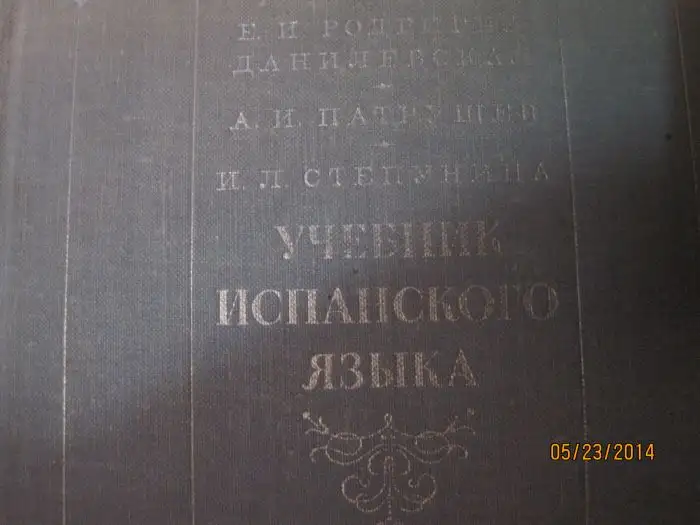 Е. И. РОДРИГЕС
ДАНИЛЕВСКАЯ
А. И. ПАТРУШЕВ
И. Л. СТЕПУНИНА
УЧЕБНИК
ИСПАНСКОГО
ЯЗЫКА
05/23/2014